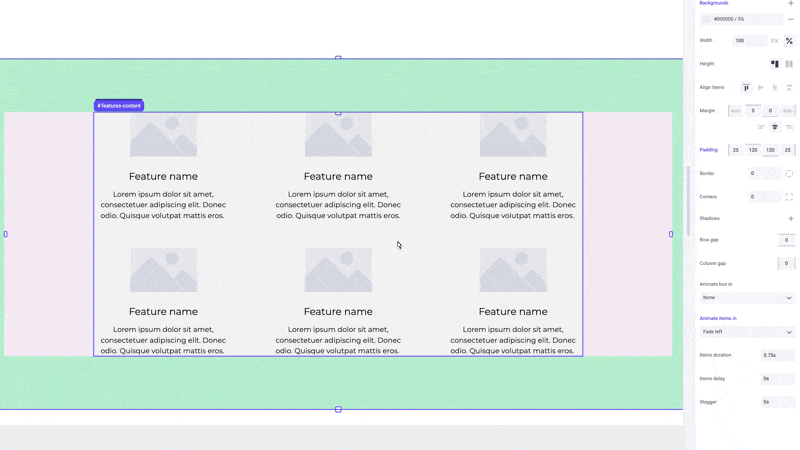 Backgrounds
#000000 / 5%
Width 100 PX %
Height
# features-content
Align items
Margin auto 0 0 auto
Padding 25 120 120 25
Feature name Feature name Feature name
Lorem ipsum dolor sit amet, Lorem ipsum dolor sit amet, Lorem ipsum dolor sit amet,
consectetuer adipiscing elit. Donec consectetuer adipiscing elit. Donec consectetuer adipiscing elit. Donec
odio. Quisque volutpat mattis eros. odio. Quisque volutpat mattis eros. odio. Quisque volutpat mattis eros.
Border 0
Corners 0
Shadows
Row gap 0
Column gap 0
Animate box in
None
Feature name Feature name Feature name
Animate items in
Lorem ipsum dolor sit amet, Lorem ipsum dolor sit amet, Lorem ipsum dolor sit amet,
Fade left
consectetuer adipiscing elit. Donec consectetuer adipiscing elit. Donec consectetuer adipiscing elit. Donec
odio. Quisque volutpat mattis eros. odio. Quisque volutpat mattis eros. odio. Quisque volutpat mattis eros.
Items duration 0.75s
Items delay 0s
Stagger 0s